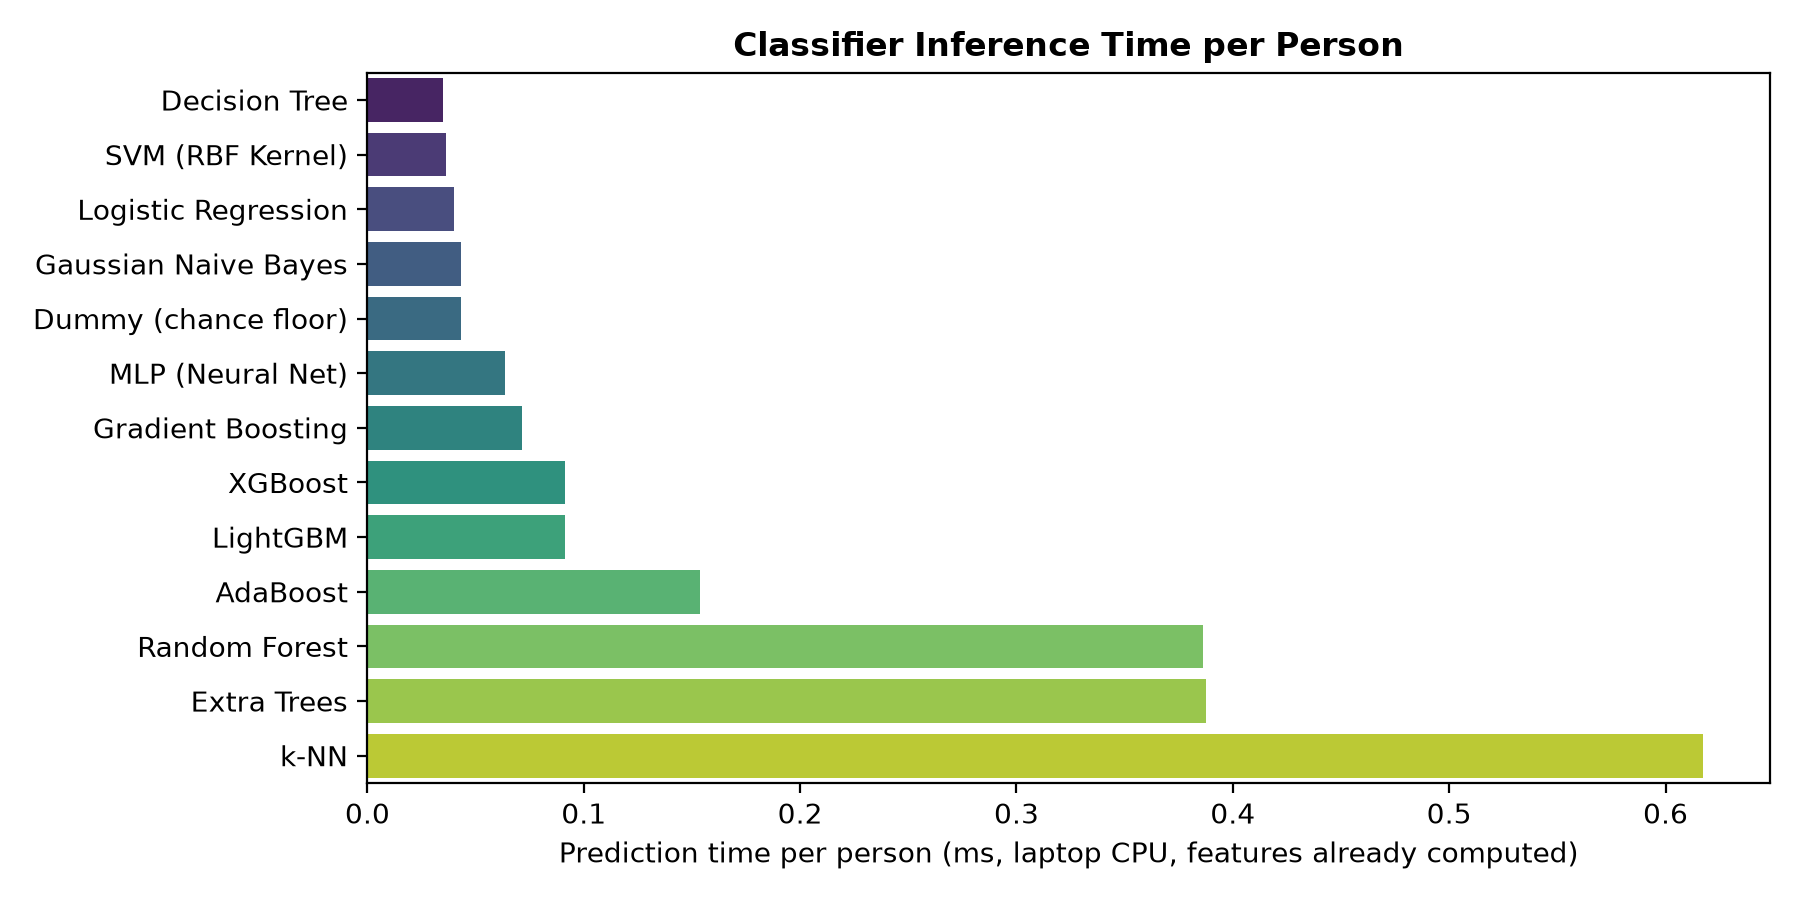 Classifier Inference Time per Person
Decision Tree
SVM (RBF Kernel)
Logistic Regression
Gaussian Naive Bayes
Dummy (chance floor)
MLP (Neural Net)
Gradient Boosting
XGBoost
LightGBM
AdaBoost
Random Forest
Extra Trees
k-NN
0.0 0.1 0.2 0.3 0.4 0.5 0.6
Prediction time per person (ms, laptop CPU, features already computed)